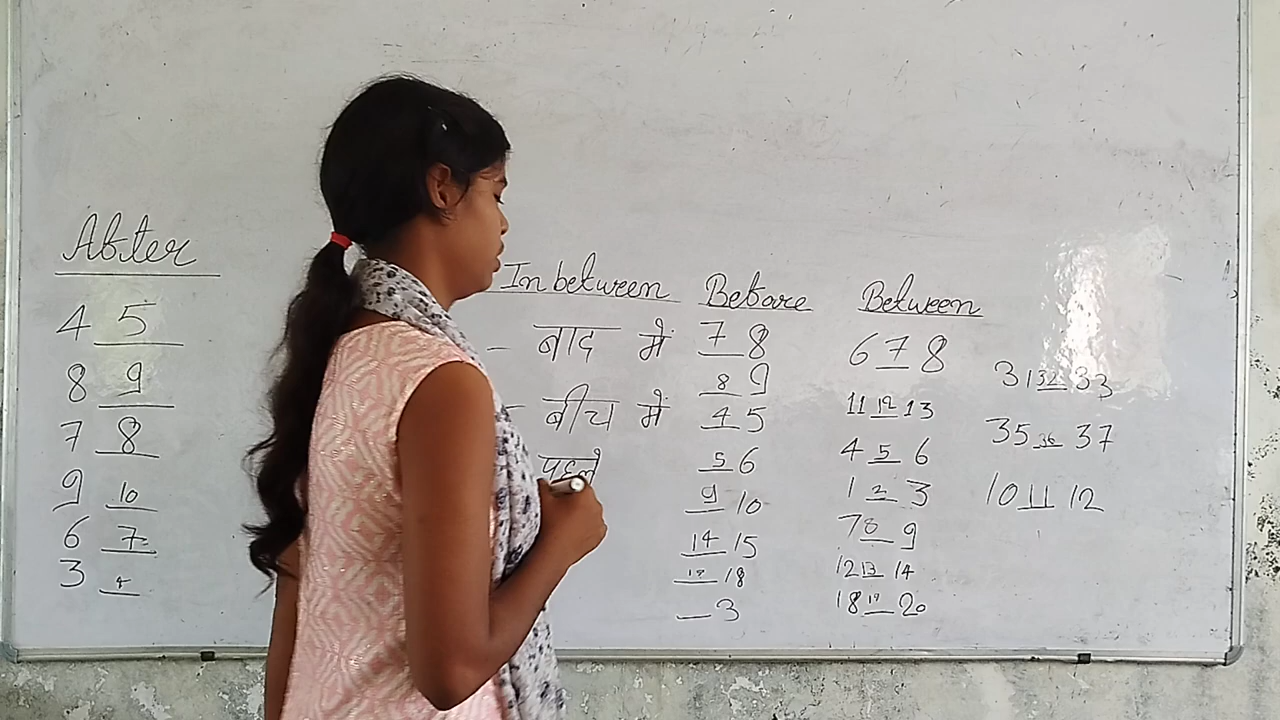 Abter
4 5
8 9
7 8
9 10
6 7
3 4
In between
– बाद में
– बीच में
पहले
Betore
7 8
8 9
4 5
5 6
9 10
14 15
17 18
__ 3
Between
6 7 8
11 12 13
4 5 6
1 2 3
7 8 9
12 13 14
18 19 20
31 32 33
35 36 37
10 11 12